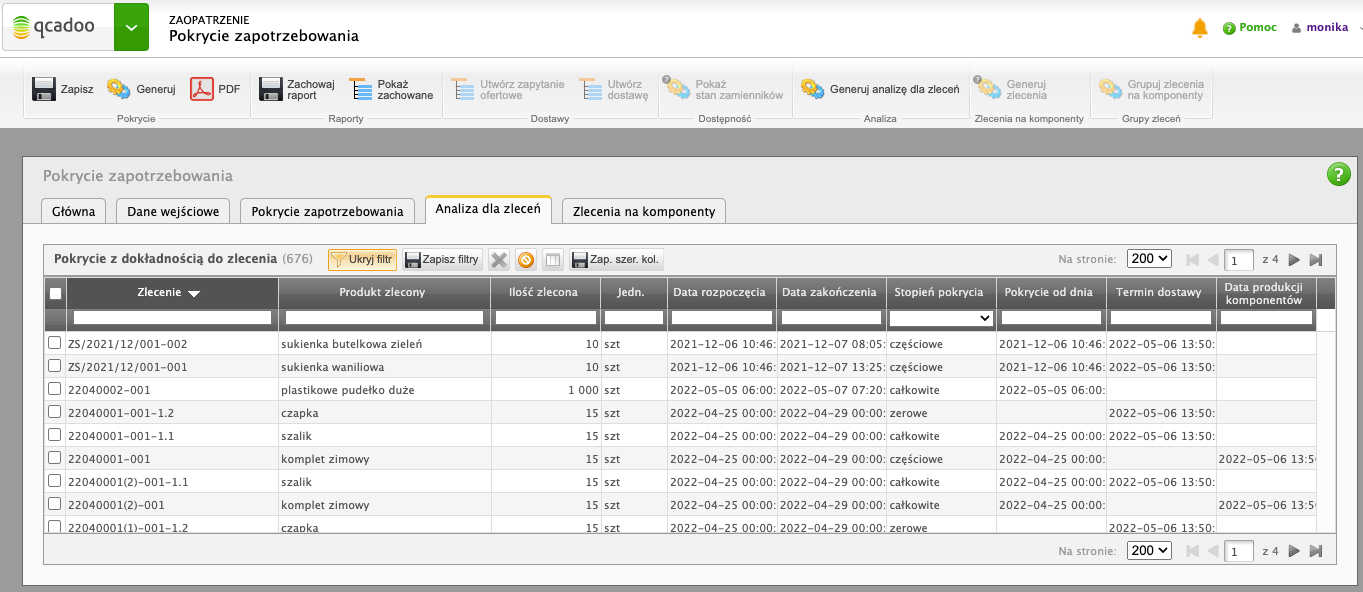 qcadoo
ZAOPATRZENIE
Pokrycie zapotrzebowania
Pomoc
monika
Zapisz
Generuj
PDF
Zachowaj raport
Pokaż zachowane
Utwórz zapytanie ofertowe
Utwórz dostawę
Pokaż stan zamienników
Generuj analizę dla zleceń
Generuj zlecenia
Grupuj zlecenia na komponenty
Pokrycie
Raporty
Dostawy
Dostępność
Analiza
Zlecenia na komponenty
Grupy zleceń
Pokrycie zapotrzebowania
Główna
Dane wejściowe
Pokrycie zapotrzebowania
Analiza dla zleceń
Zlecenia na komponenty
Pokrycie z dokładnością do zlecenia (676) Ukryj filtr Zapisz filtry Zap. szer. kol. Na stronie: 200 1 z 4
Zlecenie Produkt zlecony Ilość zlecona Jedn. Data rozpoczęcia Data zakończenia Stopień pokrycia Pokrycie od dnia Termin dostawy Data produkcji komponentów
ZS/2021/12/001-002 sukienka butelkowa zieleń 10 szt 2021-12-06 10:46: 2021-12-07 08:05: częściowe 2021-12-06 10:46: 2022-05-06 13:50:
ZS/2021/12/001-001 sukienka waniliowa 10 szt 2021-12-06 10:46: 2021-12-07 13:25: częściowe 2021-12-06 10:46: 2022-05-06 13:50:
22040002-001 plastikowe pudełko duże 1 000 szt 2022-05-05 06:00: 2022-05-07 07:20: całkowite 2022-05-05 06:00:
22040001-001-1.2 czapka 15 szt 2022-04-25 00:00: 2022-04-29 00:00: zerowe 2022-05-06 13:50:
22040001-001-1.1 szalik 15 szt 2022-04-25 00:00: 2022-04-29 00:00: całkowite 2022-04-25 00:00: 2022-05-06 13:50:
22040001-001 komplet zimowy 15 szt 2022-04-25 00:00: 2022-04-29 00:00: częściowe 2022-04-25 00:00: 2022-05-06 13:5
22040001(2)-001-1.1 szalik 15 szt 2022-04-25 00:00: 2022-04-29 00:00: całkowite 2022-04-25 00:00: 2022-05-06 13:50:
22040001(2)-001 komplet zimowy 15 szt 2022-04-25 00:00: 2022-04-29 00:00: całkowite 2022-04-25 00:00: 2022-05-06 13:5
22040001(1)-001-1.2 czapka 15 szt 2022-04-25 00:00: 2022-04-29 00:00: zerowe 2022-05-06 13:50:
Na stronie: 200 1 z 4